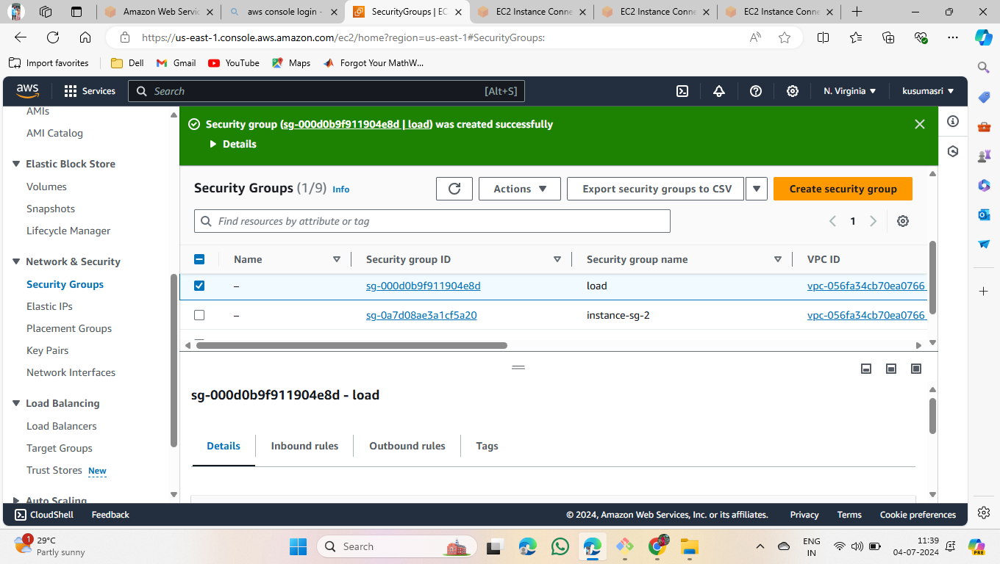 Amazon Web Servic
aws console login -
SecurityGroups | EC
EC2 Instance Conne
EC2 Instance Conne
EC2 Instance Conne
https://us-east-1.console.aws.amazon.com/ec2/home?region=us-east-1#SecurityGroups:
Import favorites
Dell
Gmail
YouTube
Maps
Forgot Your MathW...
aws
Services
Search
[Alt+S]
N. Virginia
kusumasri
AMIs
AMI Catalog
Elastic Block Store
Volumes
Snapshots
Lifecycle Manager
Network & Security
Security Groups
Elastic IPs
Placement Groups
Key Pairs
Network Interfaces
Load Balancing
Load Balancers
Target Groups
Trust Stores New
Auto Scaling
Security group (sg-000d0b9f911904e8d | load) was created successfully
Details
Security Groups (1/9) Info
Actions
Export security groups to CSV
Create security group
Find resources by attribute or tag
1
Name
Security group ID
Security group name
VPC ID
–
sg-000d0b9f911904e8d
load
vpc-056fa34cb70ea0766
–
sg-0a7d08ae3a1cf5a20
instance-sg-2
vpc-056fa34cb70ea0766
sg-000d0b9f911904e8d - load
Details
Inbound rules
Outbound rules
Tags
CloudShell
Feedback
© 2024, Amazon Web Services, Inc. or its affiliates.
Privacy
Terms
Cookie preferences
1
29°C
Partly sunny
Search
ENG
IN
11:39
04-07-2024
PRE